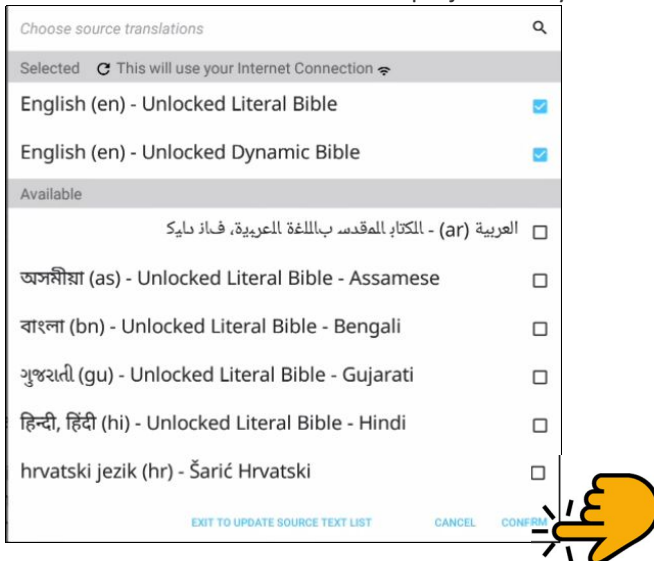 Choose source translations
Selected This will use your Internet Connection
English (en) - Unlocked Literal Bible
English (en) - Unlocked Dynamic Bible
Available
العربية (ar) - الكتاب المقدس باللغة العربية، فان دايك
অসমীয়া (as) - Unlocked Literal Bible - Assamese
বাংলা (bn) - Unlocked Literal Bible - Bengali
ગુજરાતી (gu) - Unlocked Literal Bible - Gujarati
हिन्दी, हिंदी (hi) - Unlocked Literal Bible - Hindi
hrvatski jezik (hr) - Šarić Hrvatski
EXIT TO UPDATE SOURCE TEXT LIST CANCEL CONFIRM